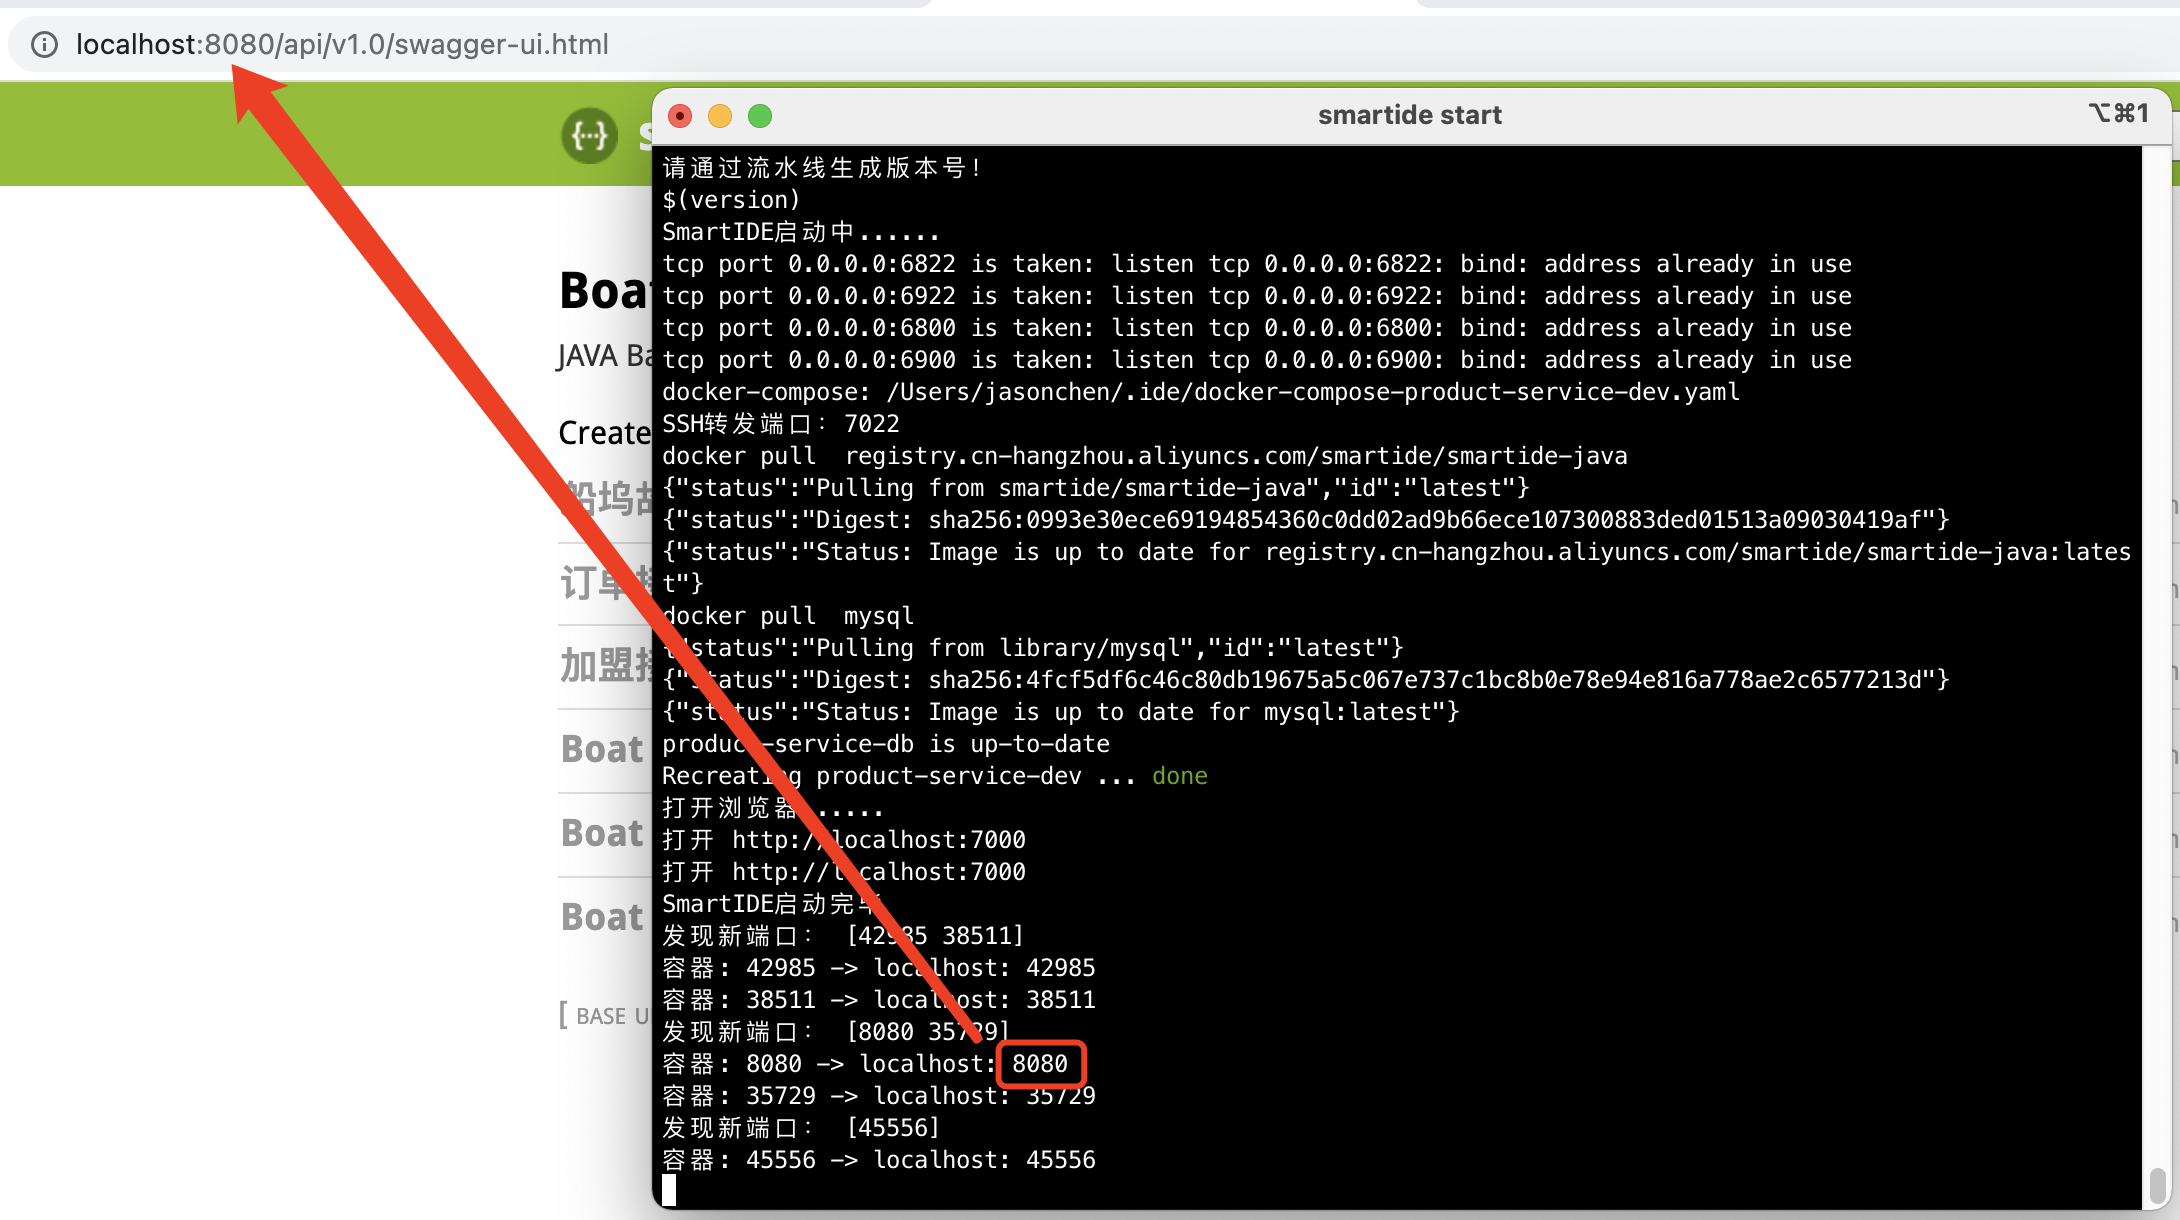 localhost:8080/api/v1.0/swagger-ui.html
{···}
smartide start
⌥⌘1
请通过流水线生成版本号!
$(version)
SmartIDE启动中......
tcp port 0.0.0.0:6822 is taken: listen tcp 0.0.0.0:6822: bind: address already in use
tcp port 0.0.0.0:6922 is taken: listen tcp 0.0.0.0:6922: bind: address already in use
tcp port 0.0.0.0:6800 is taken: listen tcp 0.0.0.0:6800: bind: address already in use
tcp port 0.0.0.0:6900 is taken: listen tcp 0.0.0.0:6900: bind: address already in use
docker-compose: /Users/jasonchen/.ide/docker-compose-product-service-dev.yaml
SSH转发端口: 7022
docker pull  registry.cn-hangzhou.aliyuncs.com/smartide/smartide-java
{"status":"Pulling from smartide/smartide-java","id":"latest"}
{"status":"Digest: sha256:0993e30ece69194854360c0dd02ad9b66ece107300883ded01513a09030419af"}
{"status":"Status: Image is up to date for registry.cn-hangzhou.aliyuncs.com/smartide/smartide-java:lates
t"}
docker pull  mysql
{"status":"Pulling from library/mysql","id":"latest"}
{"status":"Digest: sha256:4fcf5df6c46c80db19675a5c067e737c1bc8b0e78e94e816a778ae2c6577213d"}
{"status":"Status: Image is up to date for mysql:latest"}
product-service-db is up-to-date
Recreating product-service-dev ... done
打开浏览器......
打开 http://localhost:7000
打开 http://localhost:7000
SmartIDE启动完毕
发现新端口: [42985 38511]
容器: 42985 -> localhost: 42985
容器: 38511 -> localhost: 38511
发现新端口: [8080 35729]
容器: 8080 -> localhost: 8080
容器: 35729 -> localhost: 35729
发现新端口: [45556]
容器: 45556 -> localhost: 45556
Boat
JAVA Ba
Create
船坞
订单
加盟
Boat
Boat
Boat
[ BASE U